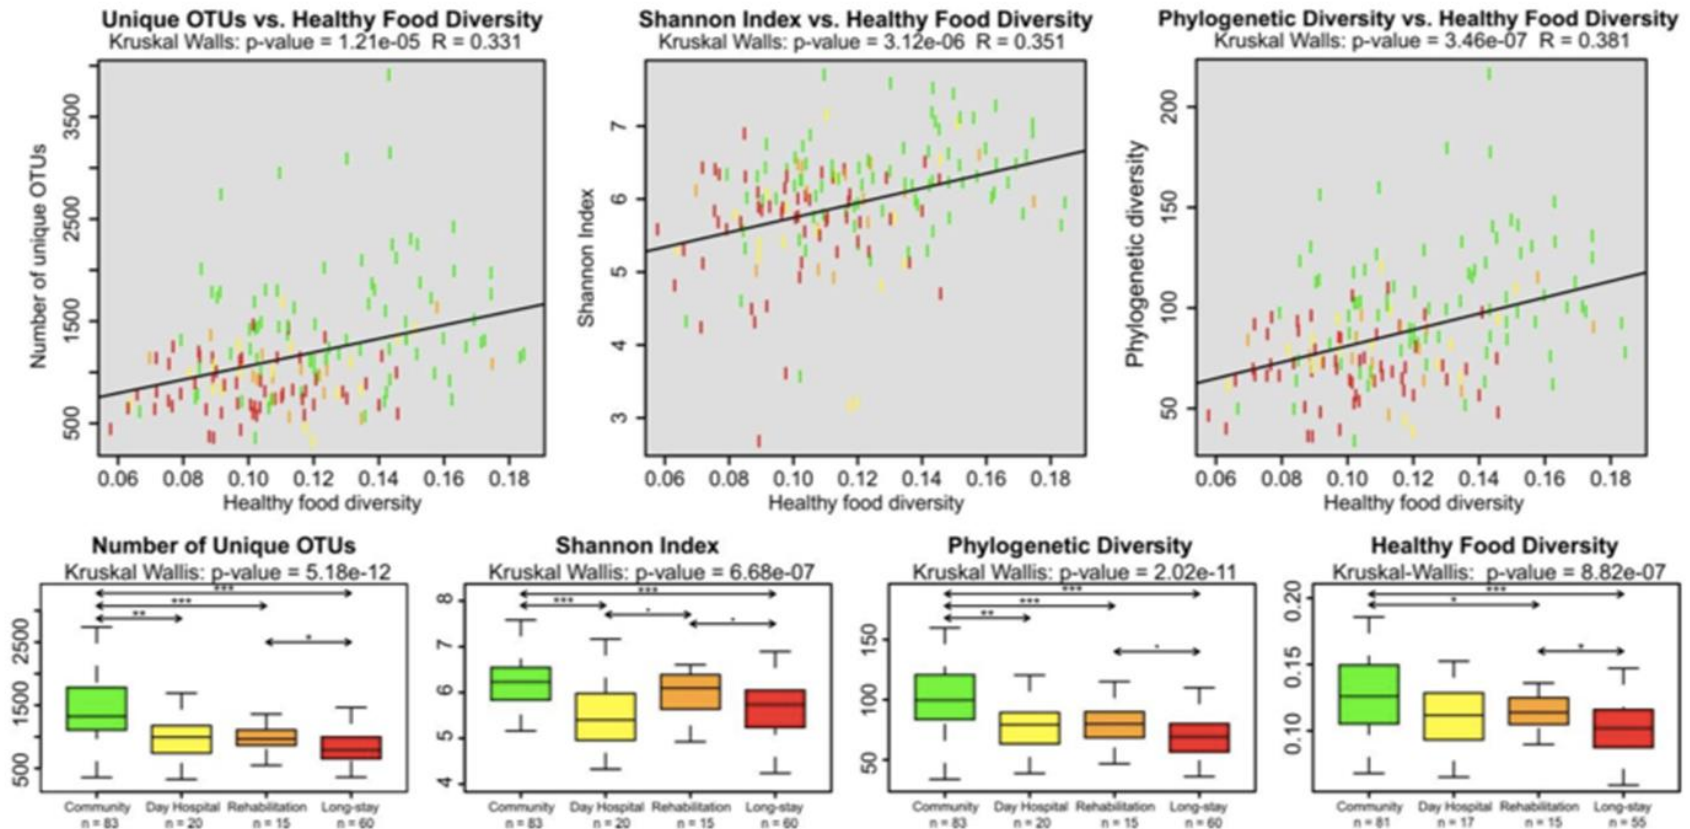 Unique OTUs vs. Healthy Food Diversity
Kruskal Walls: p-value = 1.21e-05 R = 0.331
Number of unique OTUs
3500
2500
1500
500
0.06 0.08 0.10 0.12 0.14 0.16 0.18
Healthy food diversity
Shannon Index vs. Healthy Food Diversity
Kruskal Walls: p-value = 3.12e-06 R = 0.351
Shannon Index
7
6
5
4
3
0.06 0.08 0.10 0.12 0.14 0.16 0.18
Healthy food diversity
Phylogenetic Diversity vs. Healthy Food Diversity
Kruskal Walls: p-value = 3.46e-07 R = 0.381
Phylogenetic diversity
200
150
100
50
0.06 0.08 0.10 0.12 0.14 0.16 0.18
Healthy food diversity
Number of Unique OTUs
Kruskal Wallis: p-value = 5.18e-12
***
***
**
*
2500
1500
500
Community Day Hospital Rehabilitation Long-stay
n = 83 n = 20 n = 15 n = 60
Shannon Index
Kruskal Wallis: p-value = 6.68e-07
***
***
*
*
8
7
6
5
4
Community Day Hospital Rehabilitation Long-stay
n = 83 n = 20 n = 15 n = 60
Phylogenetic Diversity
Kruskal Wallis: p-value = 2.02e-11
***
***
**
*
150
100
50
Community Day Hospital Rehabilitation Long-stay
n = 83 n = 20 n = 15 n = 60
Healthy Food Diversity
Kruskal-Wallis: p-value = 8.82e-07
***
*
*
0.20
0.15
0.10
Community Day Hospital Rehabilitation Long-stay
n = 81 n = 17 n = 15 n = 55